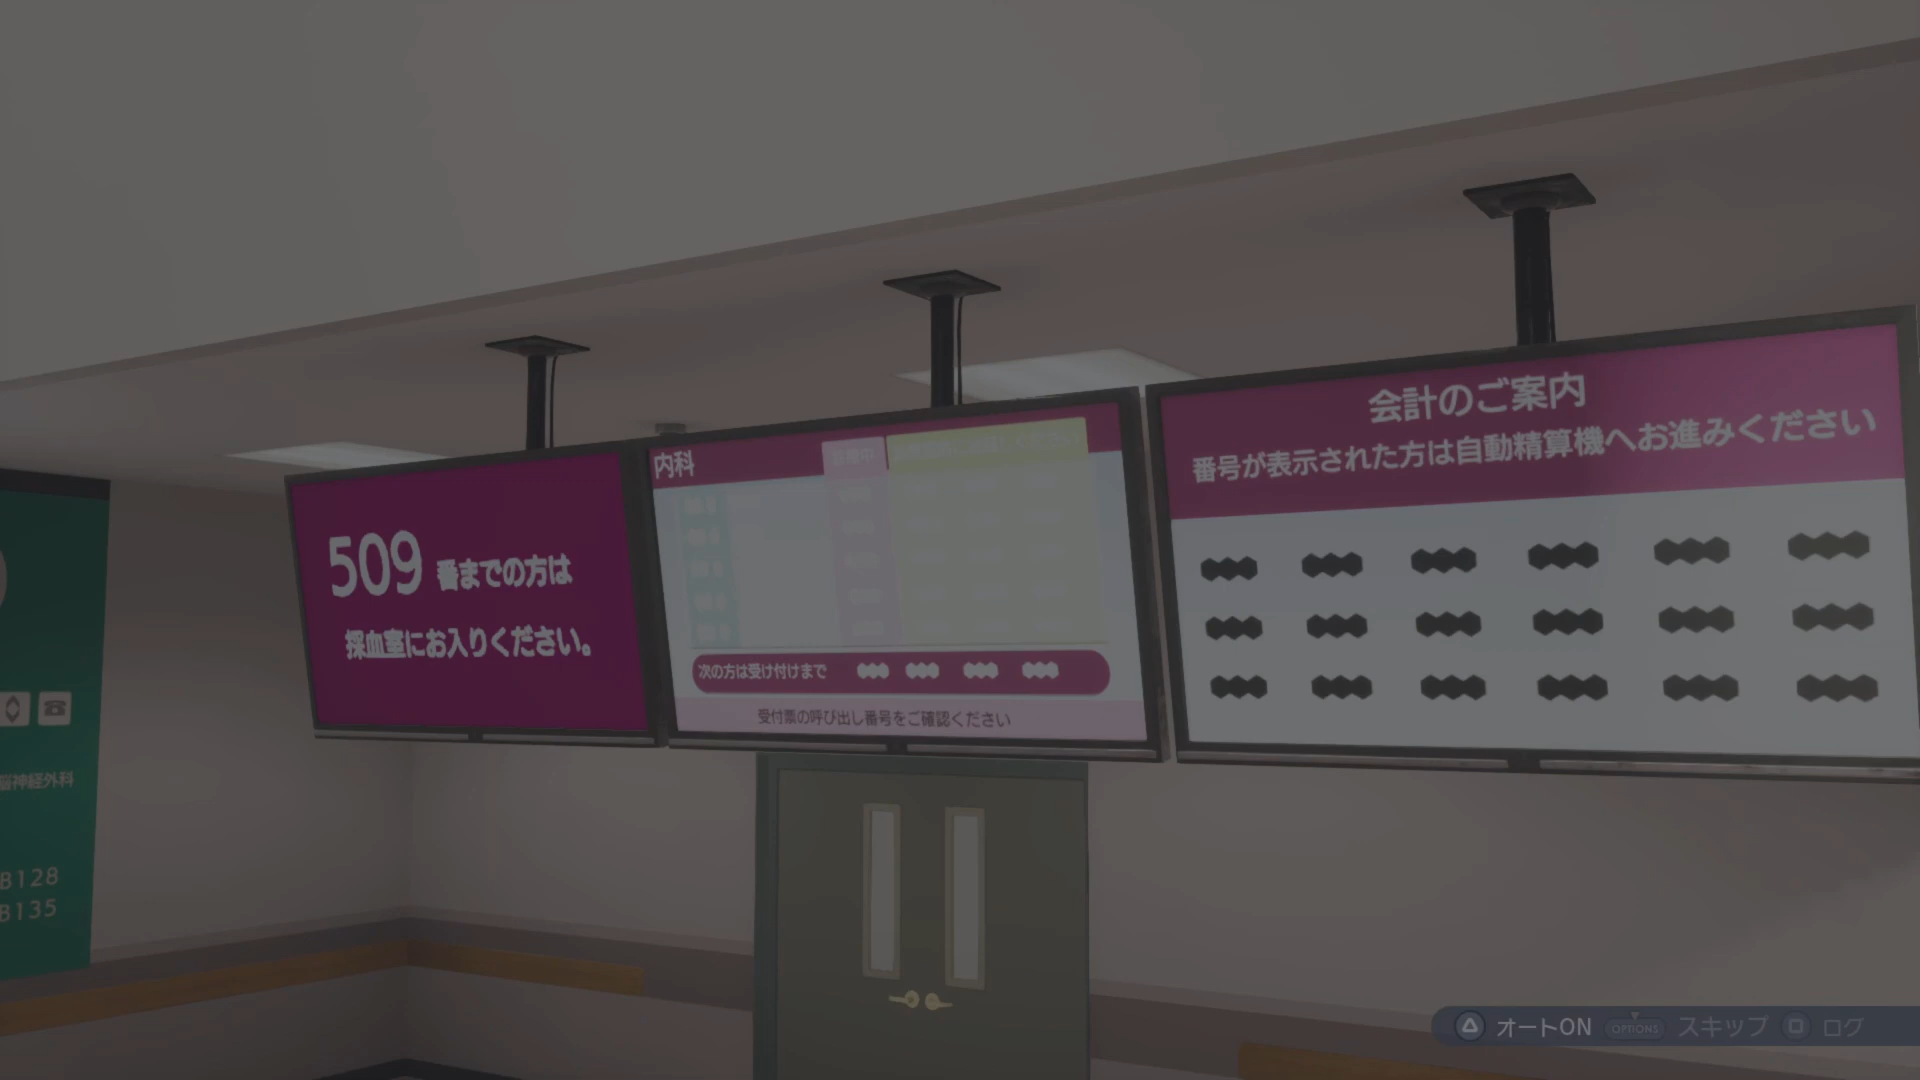 脳神経外科
B128
B135
509 番までの方は
採血室にお入りください。
内科
次の方は受け付けまで
受付票の呼び出し番号をご確認ください
会計のご案内
番号が表示された方は自動精算機へお進みください
オートON OPTIONS スキップ ログ